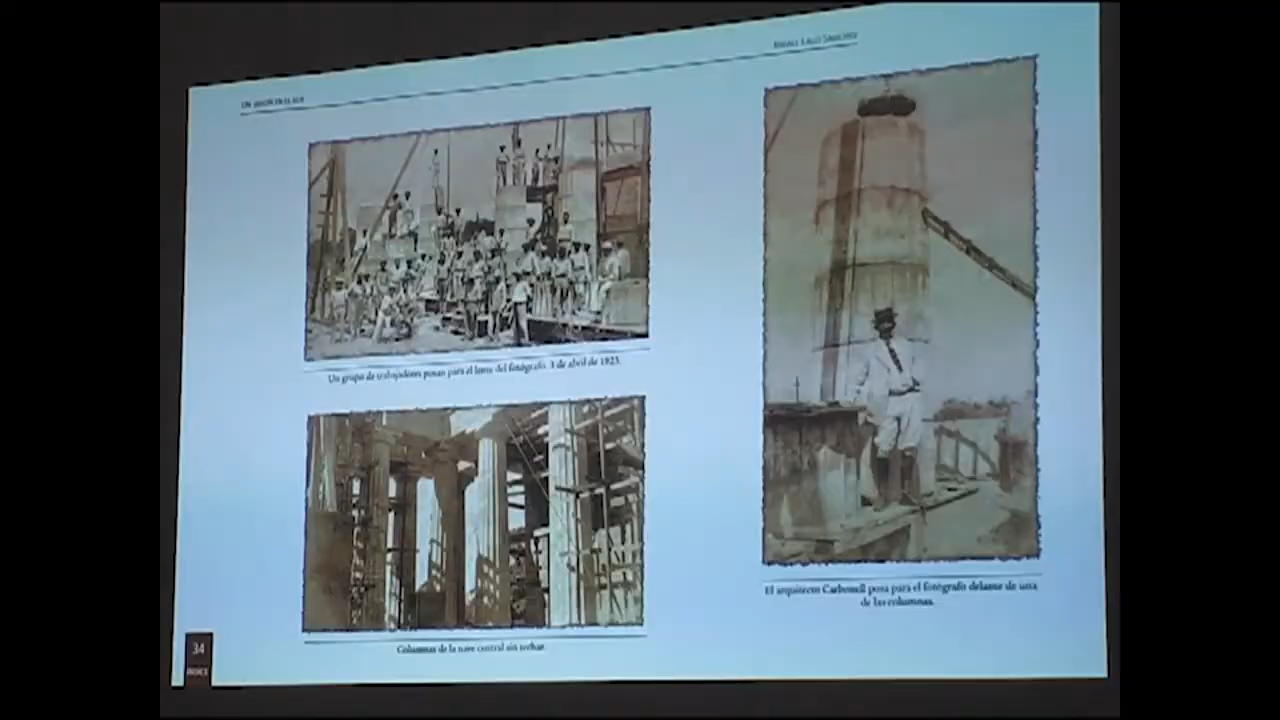 Un grupo de trabajadores posan para el lente del fotógrafo. 3 de abril de 1923.
Columnas de la nave central sin techar.
34
ÍNDICE
El arquitecto Carbonell posa para el fotógrafo delante de una
de las columnas.